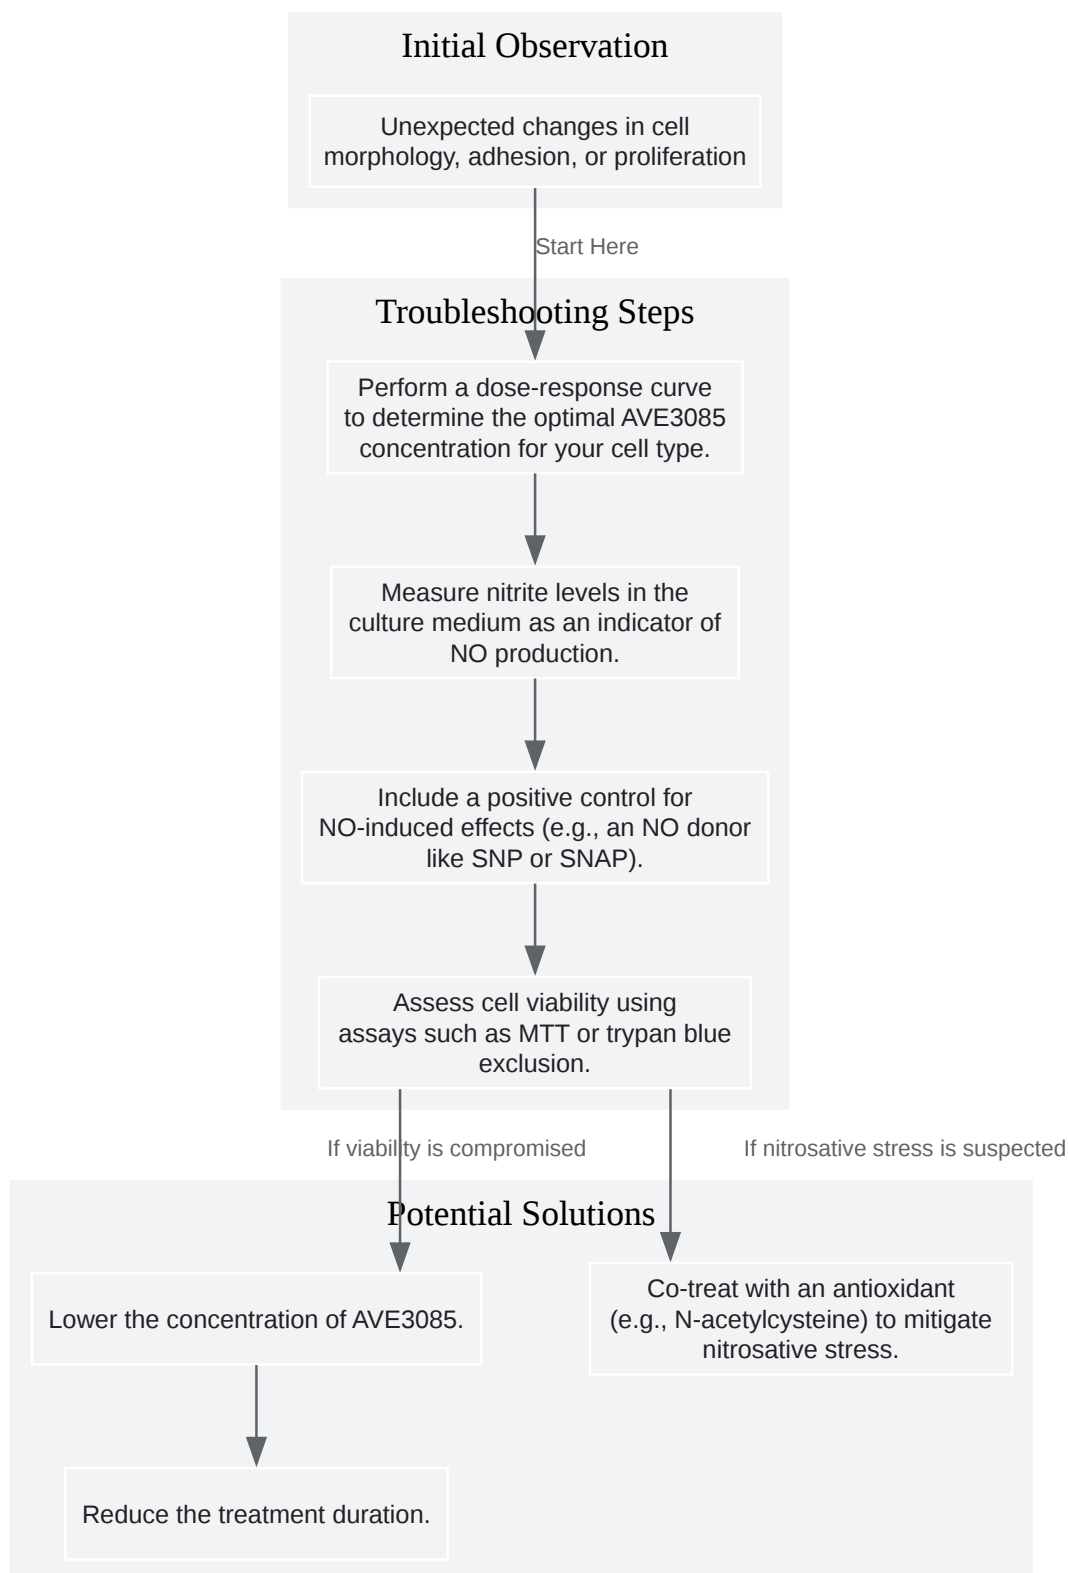 Initial Observation
Unexpected changes in cell
morphology, adhesion, or proliferation
Start Here
Troubleshooting Steps
Perform a dose-response curve
to determine the optimal AVE3085
concentration for your cell type.
Measure nitrite levels in the
culture medium as an indicator of
NO production.
Include a positive control for
NO-induced effects (e.g., an NO donor
like SNP or SNAP).
Assess cell viability using
assays such as MTT or trypan blue
exclusion.
If viability is compromised
If nitrosative stress is suspected
Potential Solutions
Lower the concentration of AVE3085.
Co-treat with an antioxidant
(e.g., N-acetylcysteine) to mitigate
nitrosative stress.
Reduce the treatment duration.